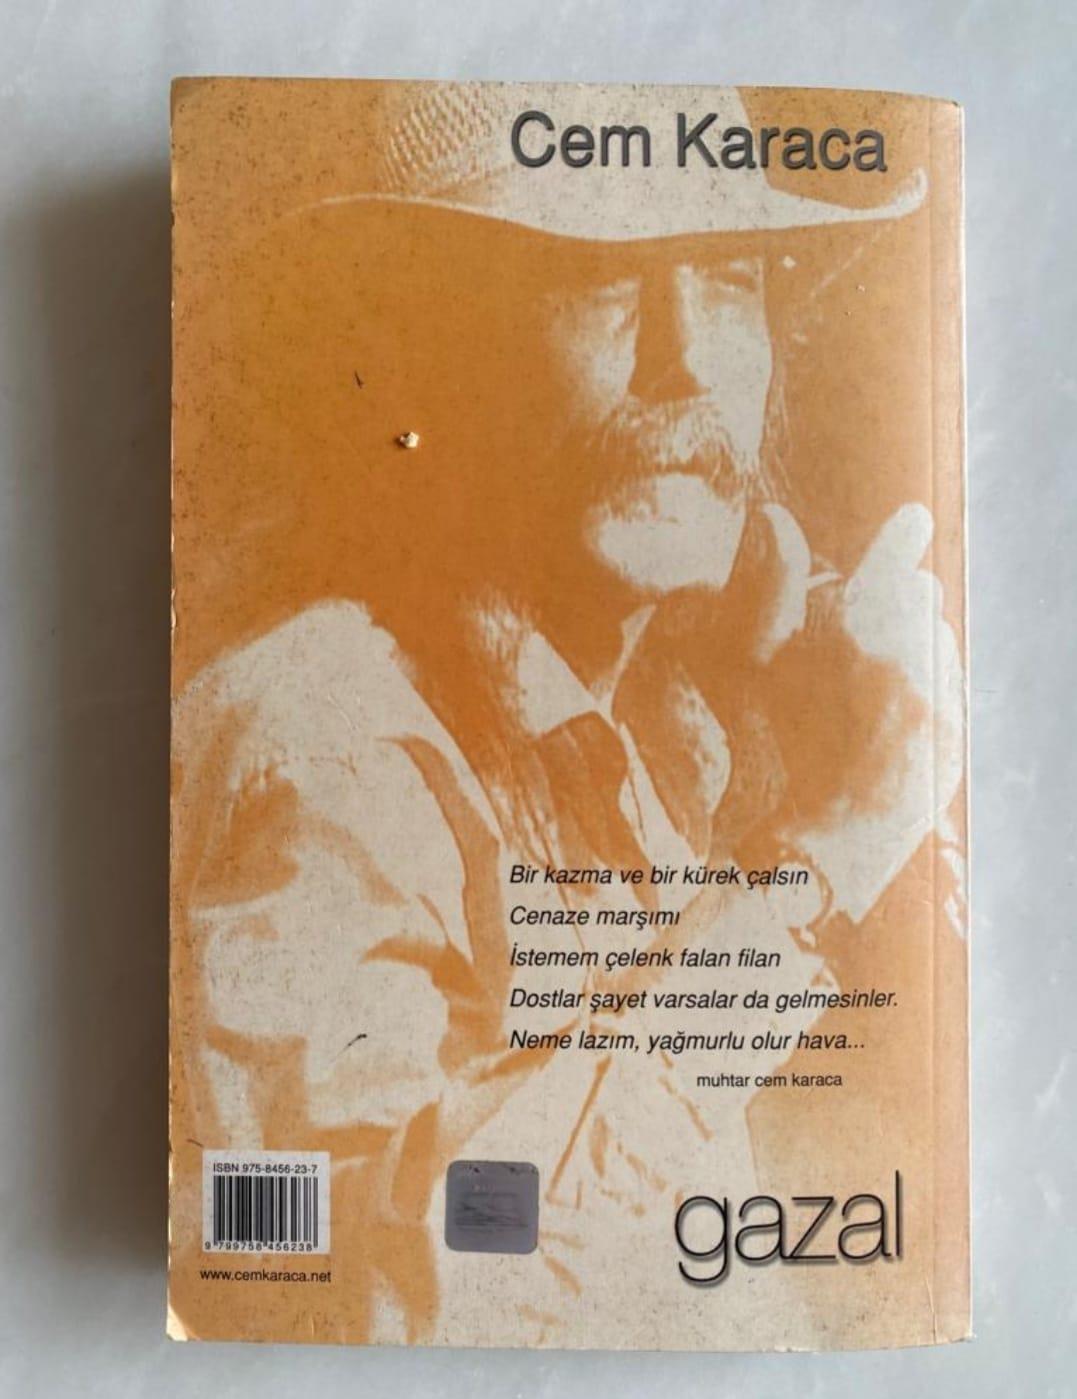 Cem Karaca
Bir kazma ve bir kürek çalsın
Cenaze marşımı
İstemem çelenk falan filan
Dostlar şayet varsalar da gelmesinler.
Neme lazım, yağmurlu olur hava...
muhtar cem karaca
ISBN 975-8456-23-7
9 799758 456238
www.cemkaraca.net
gazal